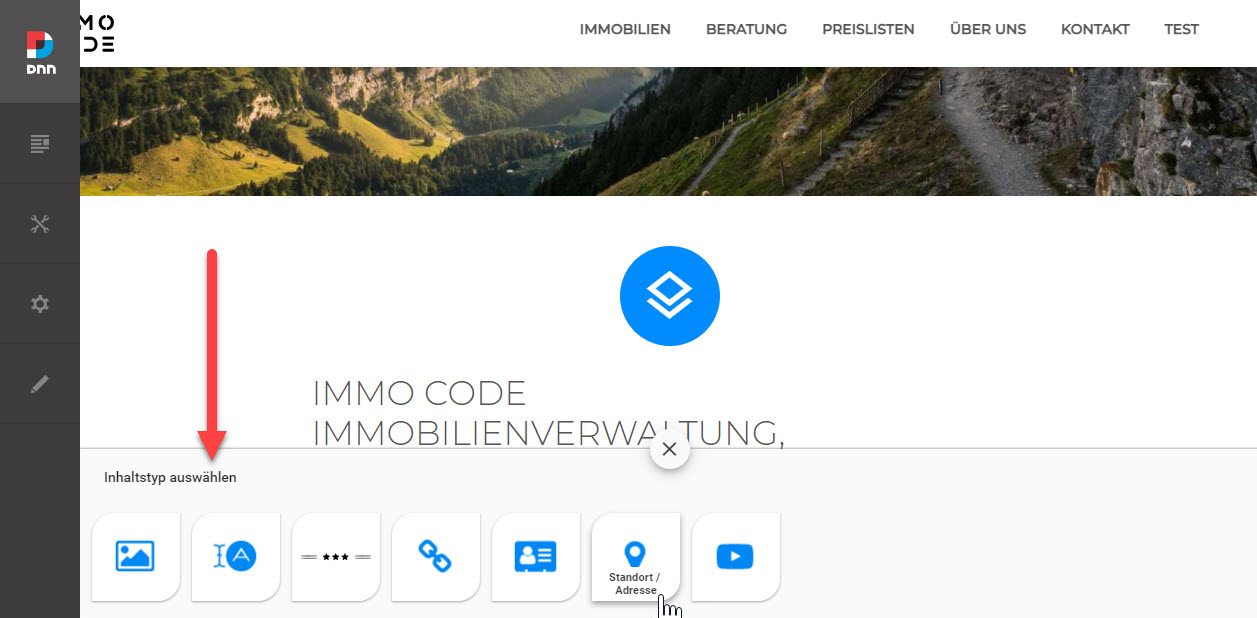 MO
DE
dnn
IMMOBILIEN BERATUNG PREISLISTEN ÜBER UNS KONTAKT TEST
IMMO CODE
IMMOBILIENVERWALTUNG,
Inhaltstyp auswählen
A
Standort /
Adresse